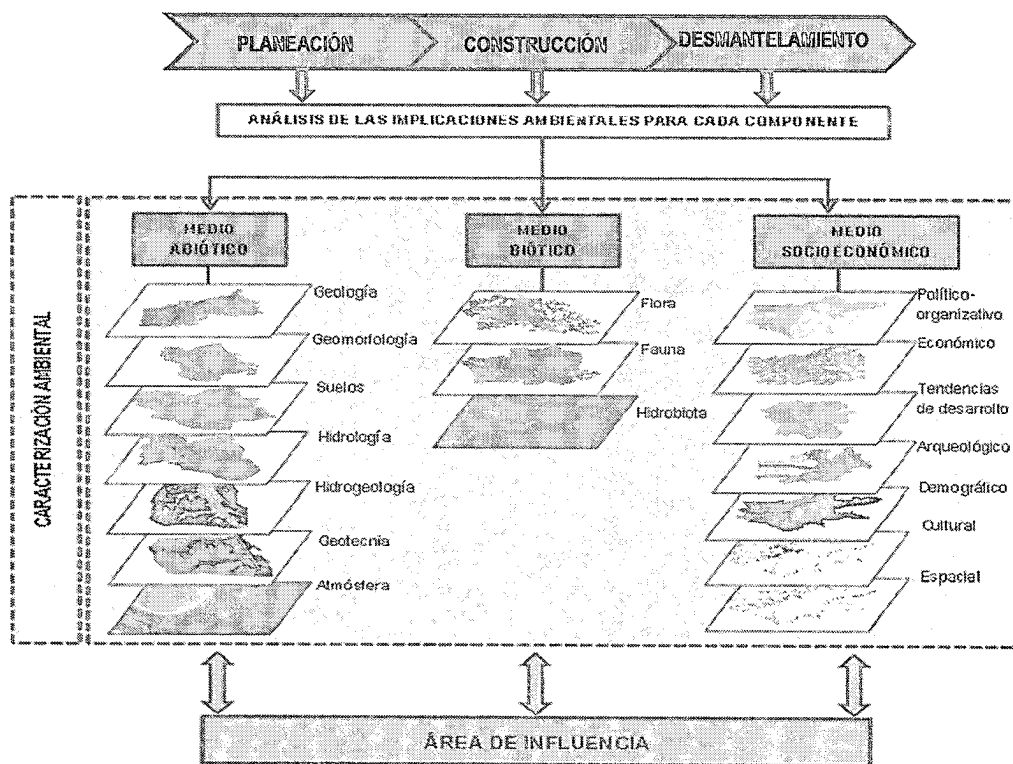 PLANEACIÓN
CONSTRUCCIÓN
DESMANTELAMIENTO
ANÁLISIS DE LAS IMPLICACIONES AMBIENTALES PARA CADA COMPONENTE
CARACTERIZACIÓN AMBIENTAL
MEDIO
ABIÓTICO
Geología
Geomorfología
Suelos
Hidrología
Hidrogeología
Geotecnia
Atmósfera
MEDIO
BIÓTICO
Flora
Fauna
Hidrobiota
MEDIO
SOCIOECONÓMICO
Político-
organizativo
Económico
Tendencias
de desarrollo
Arqueológico
Demográfico
Cultural
Espacial
ÁREA DE INFLUENCIA